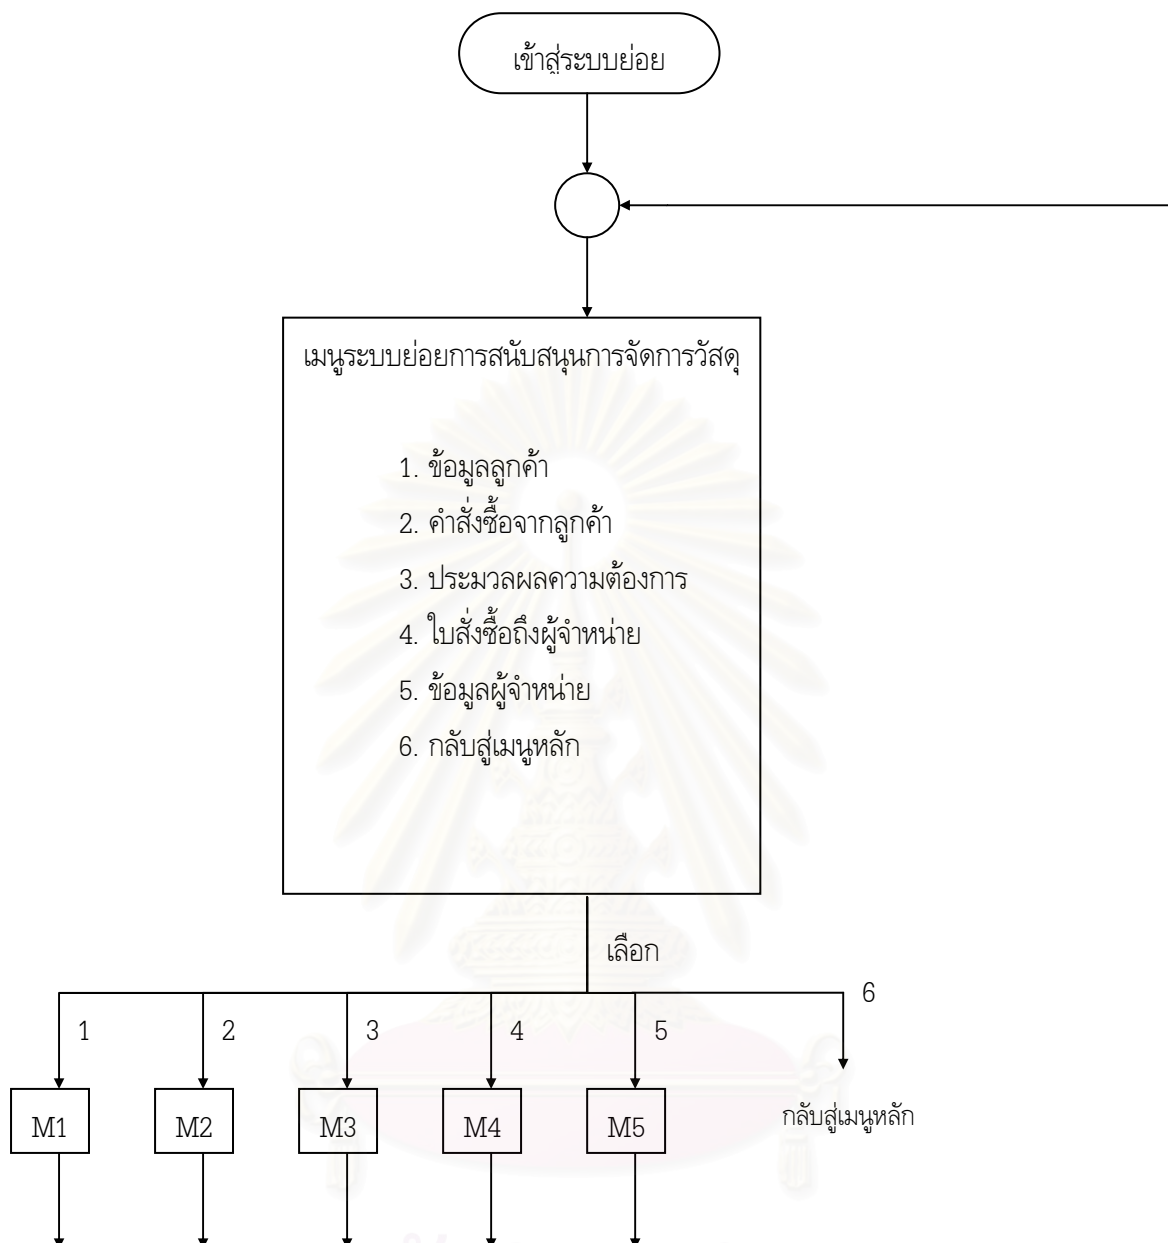 เข้าสู่ระบบย่อย
เมนูระบบย่อยการสนับสนุนการจัดการวัสดุ
1. ข้อมูลลูกค้า
2. คำสั่งซื้อจากลูกค้า
3. ประมวลผลความต้องการ
4. ใบสั่งซื้อถึงผู้จำหน่าย
5. ข้อมูลผู้จำหน่าย
6. กลับสู่เมนูหลัก
เลือก
1 2 3 4 5 6
M1 M2 M3 M4 M5 กลับสู่เมนูหลัก